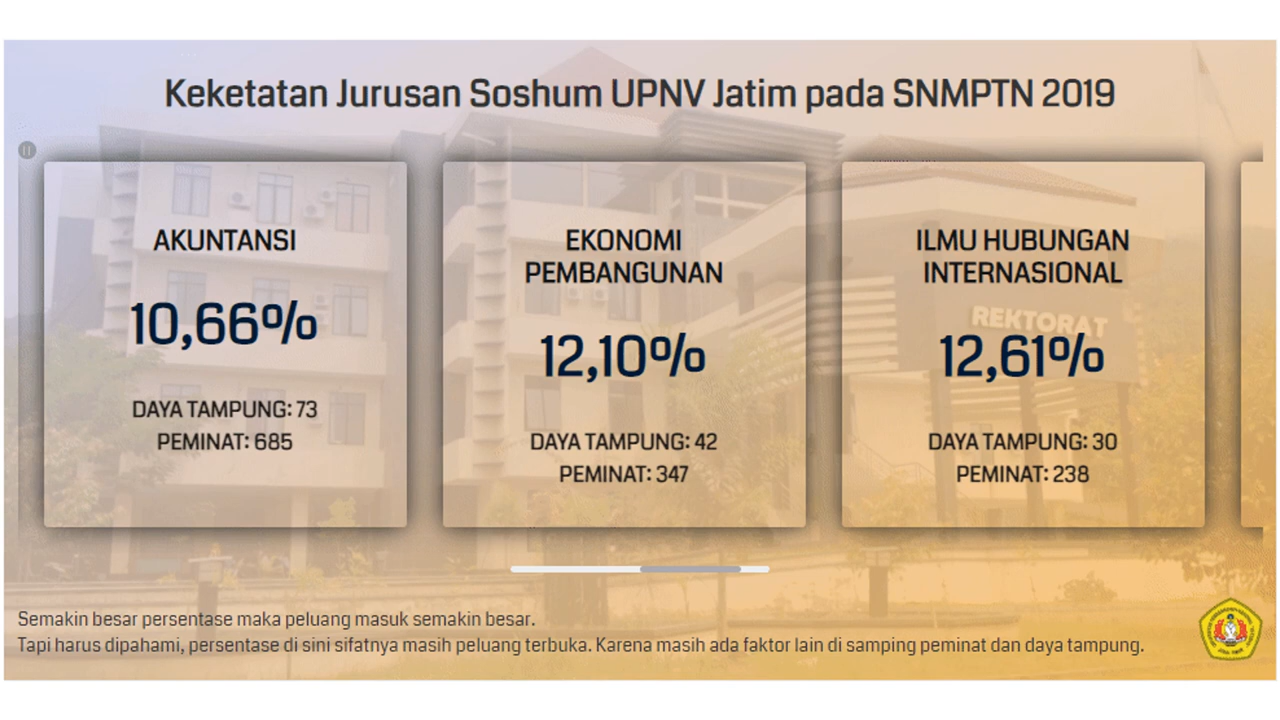 Keketatan Jurusan Soshum UPNV Jatim pada SNMPTN 2019
AKUNTANSI
10,66%
DAYA TAMPUNG: 73
PEMINAT: 685
EKONOMI
PEMBANGUNAN
12,10%
DAYA TAMPUNG: 42
PEMINAT: 347
ILMU HUBUNGAN
INTERNASIONAL
REKTORAT
12,61%
DAYA TAMPUNG: 30
PEMINAT: 238
Semakin besar persentase maka peluang masuk semakin besar.
Tapi harus dipahami, persentase di sini sifatnya masih peluang terbuka. Karena masih ada faktor lain di samping peminat dan daya tampung.